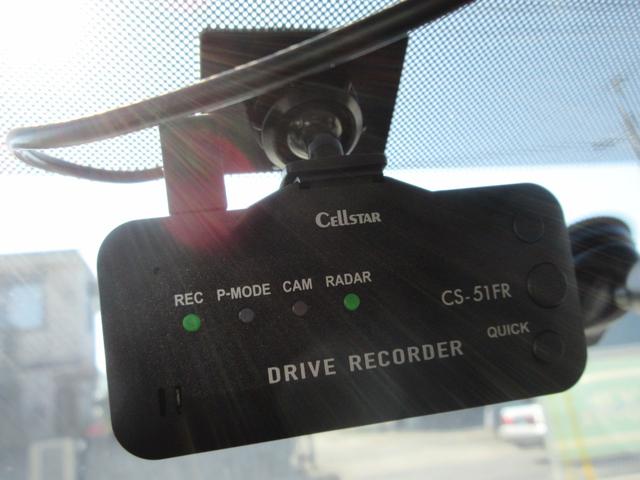 CELLSTAR
REC P-MODE CAM RADAR
CS-51FR
QUICK
DRIVE RECORDER